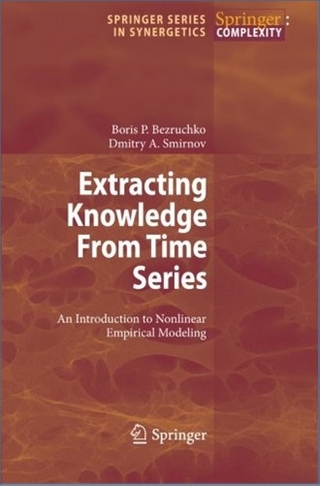 SPRINGER SERIES
IN SYNERGETICS
Springer:
COMPLEXITY
Boris P. Bezruchko
Dmitry A. Smirnov
Extracting
Knowledge
From Time
Series
An Introduction to Nonlinear
Empirical Modeling
Springer